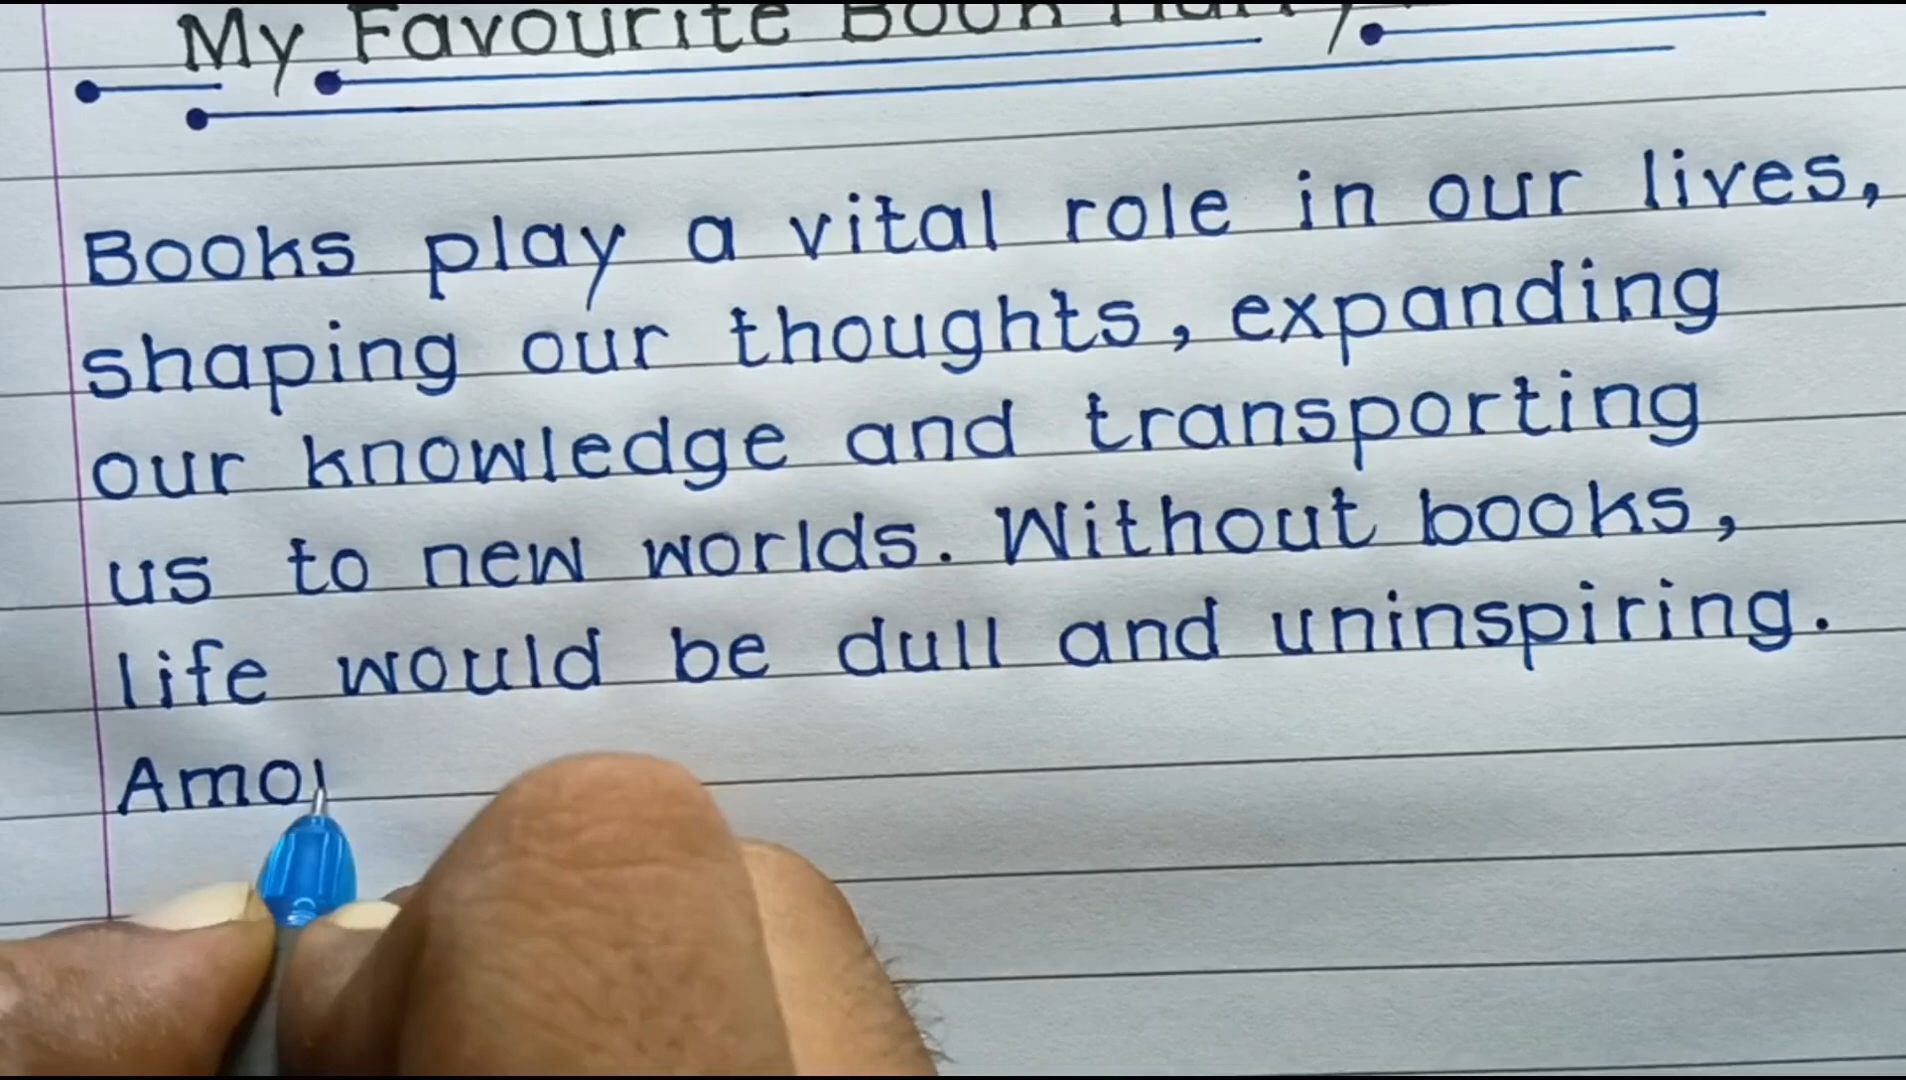 My Favourite Book Harry
Books play a vital role in our lives,
shaping our thoughts, expanding
our knowledge and transporting
us to new worlds. Without books,
life would be dull and uninspiring.
Amo